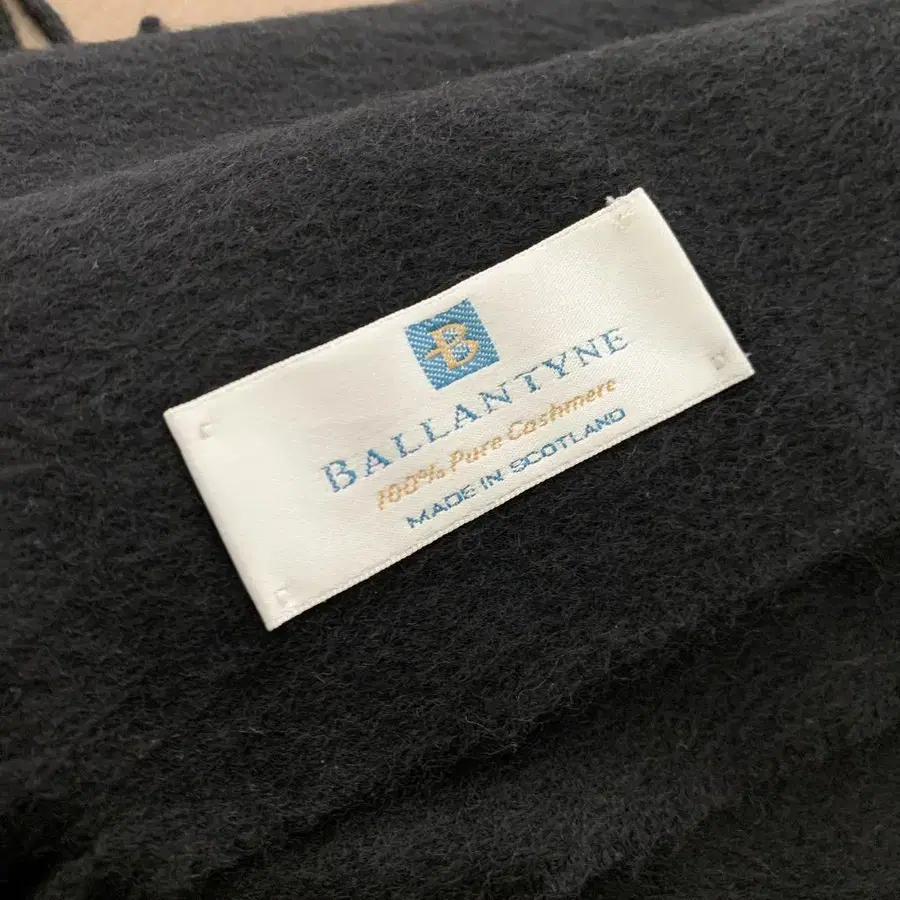 B
BALLANTYNE
100% Pure Cashmere
MADE IN SCOTLAND